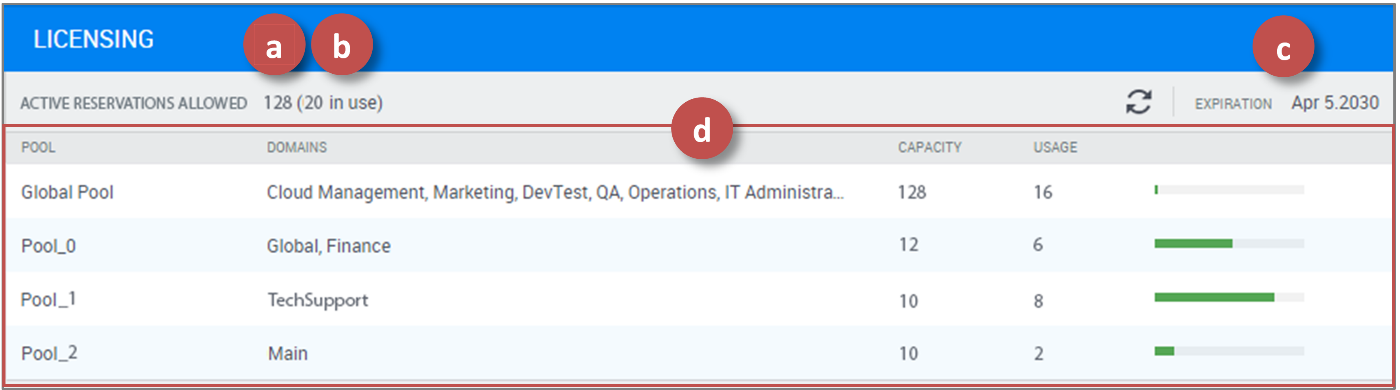 LICENSING a b c
ACTIVE RESERVATIONS ALLOWED 128 (20 in use) EXPIRATION Apr 5.2030
d
POOL DOMAINS CAPACITY USAGE
Global Pool Cloud Management, Marketing, DevTest, QA, Operations, IT Administra... 128 16
Pool_0 Global, Finance 12 6
Pool_1 TechSupport 10 8
Pool_2 Main 10 2